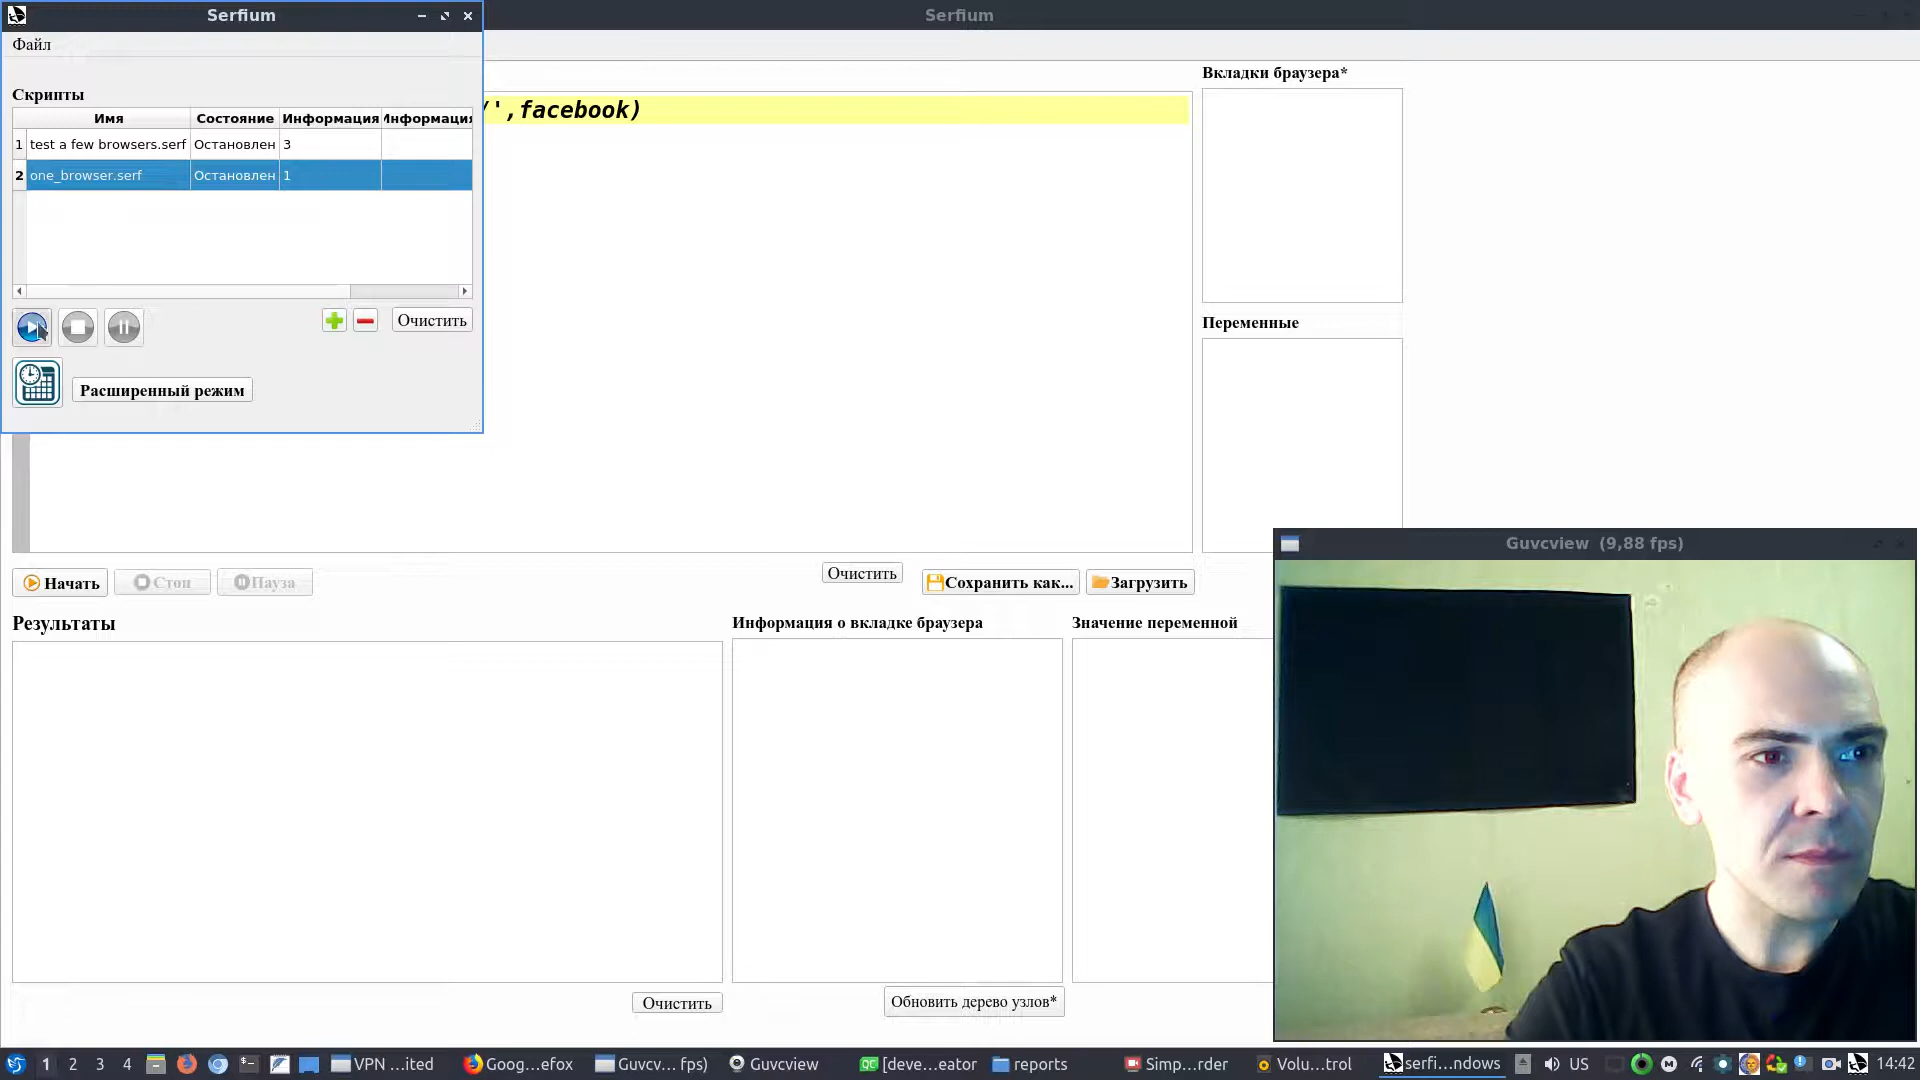 Serfium
Serfium
Файл
Скрипты
Имя Состояние Информация Информация
1 test a few browsers.serf Остановлен 3
2 one_browser.serf Остановлен 1
Очистить
Расширенный режим
/',facebook)
Вкладки браузера*
Переменные
Начать Стоп Пауза
Очистить
Сохранить как...
Загрузить
Результаты
Информация о вкладке браузера
Значение переменной
Очистить
Обновить дерево узлов*
Guvcview (9,88 fps)
1 2 3 4
VPN ...ited
Goog...efox
Guvcv... fps)
Guvcview
[deve...eator
reports
Simp...rder
Volu...trol
serfi...ndows
US
14:42